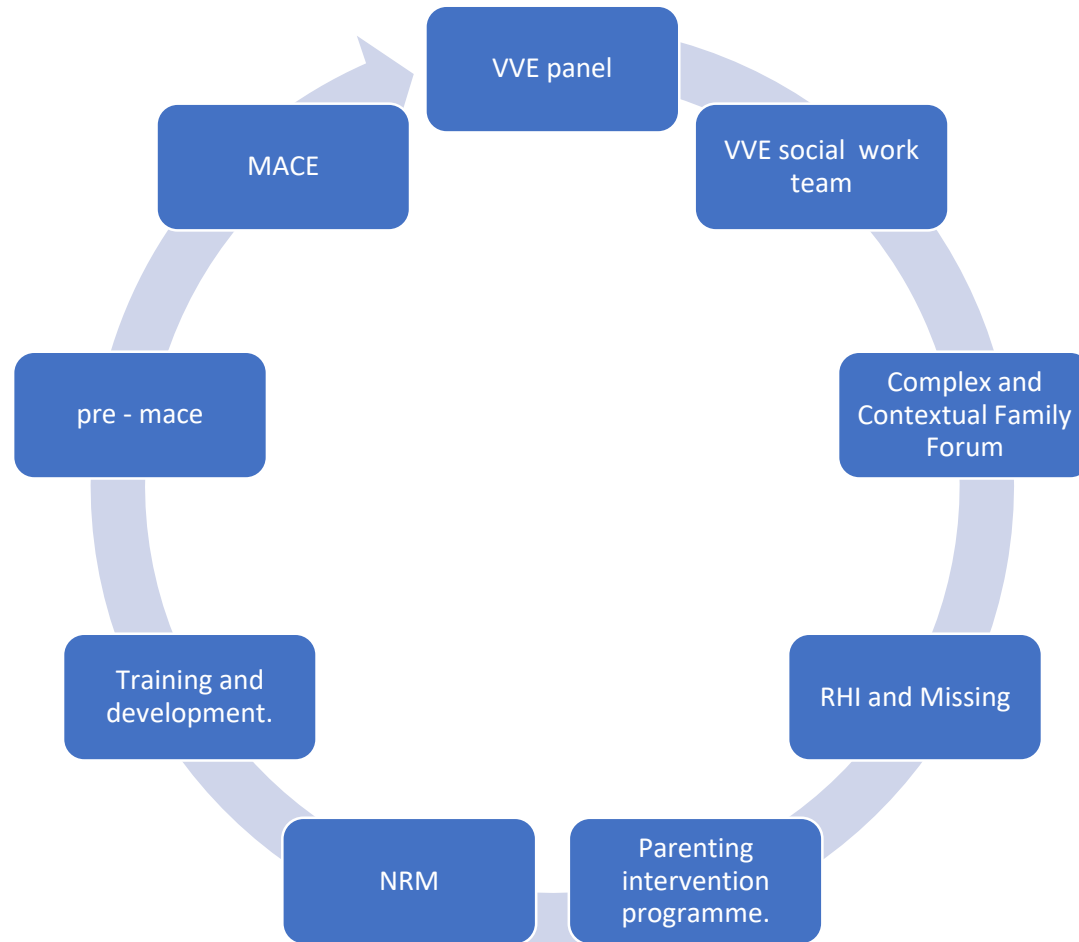 VVE panel
VVE social  work
team
Complex and
Contextual Family
Forum
RHI and Missing
Parenting
intervention
programme.
NRM
Training and
development.
pre - mace
MACE